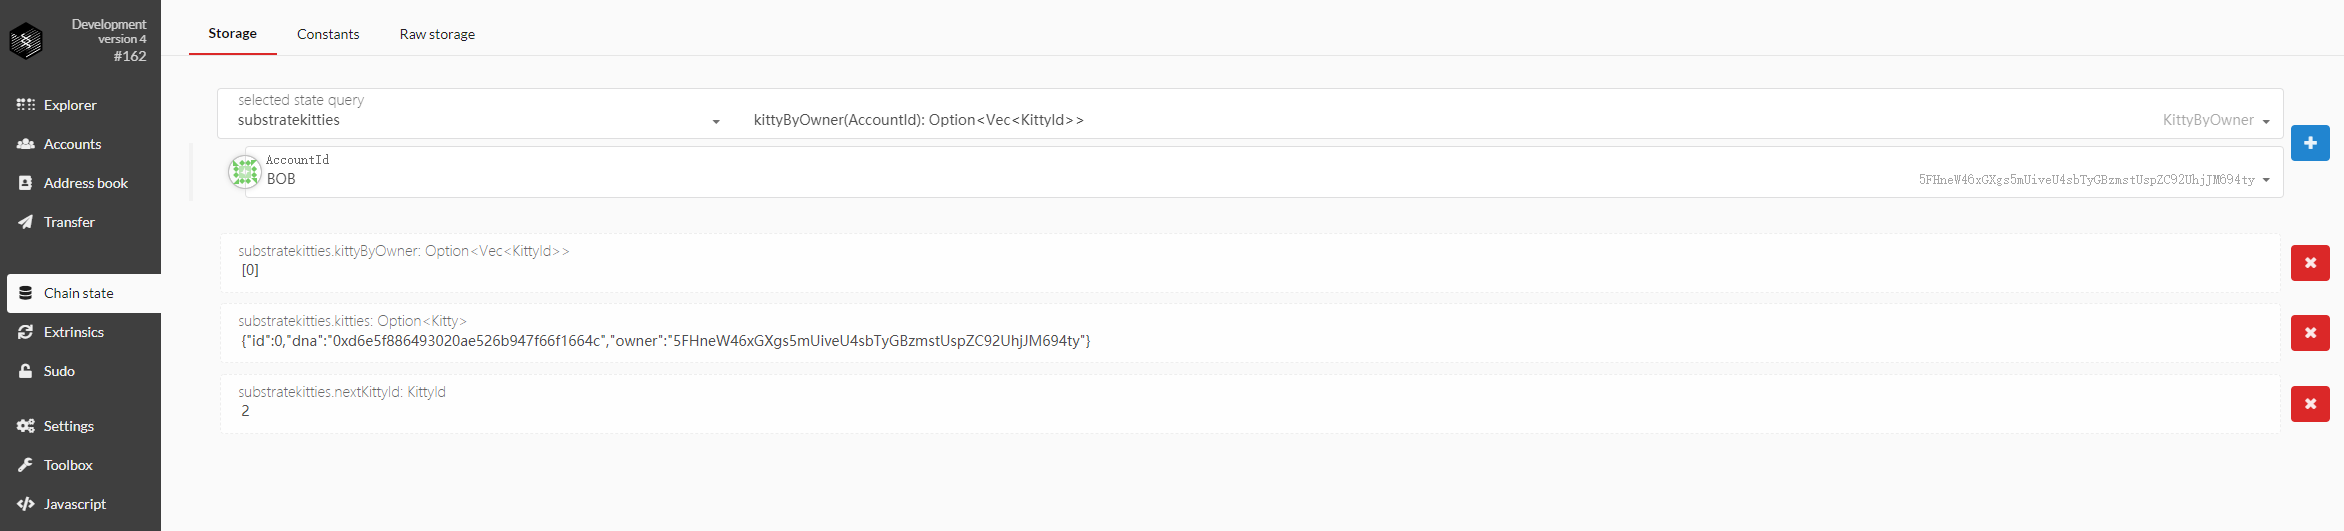 Development
version 4
#162
Explorer
Accounts
Address book
Transfer
Chain state
Extrinsics
Sudo
Settings
Toolbox
Javascript
Storage Constants Raw storage
selected state query
substratekitties kittyByOwner(AccountId): Option<Vec<KittyId>> KittyByOwner
AccountId
BOB 5FHneW46xGXgs5mUiveU4sbTyGBzmstUspZC92UhjJM694ty
substratekitties.kittyByOwner: Option<Vec<KittyId>>
[0]
substratekitties.kitties: Option<Kitty>
{"id":0,"dna":"0xd6e5f886493020ae526b947f66f1664c","owner":"5FHneW46xGXgs5mUiveU4sbTyGBzmstUspZC92UhjJM694ty"}
substratekitties.nextKittyId: KittyId
2